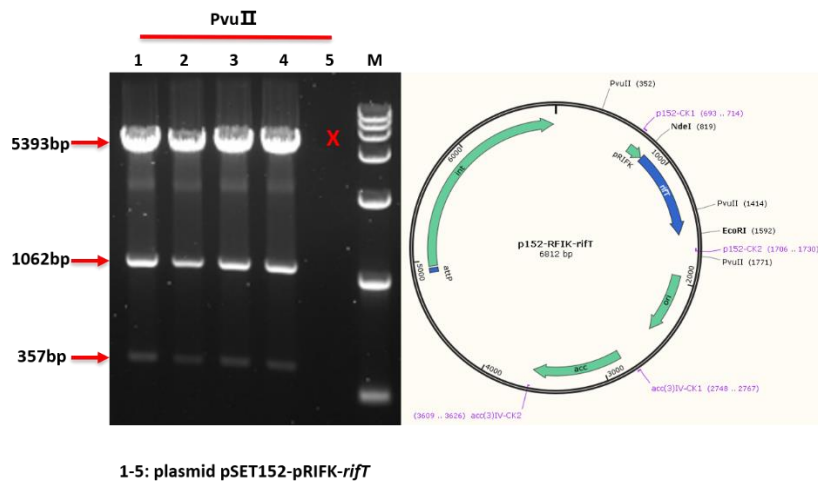 PvuⅡ
1 2 3 4 5 M
5393bp
X
1062bp
357bp
PvuII (352)
p152-CK1 (693 .. 714)
NdeI (819)
1000
pRIFK
rifT
PvuII (1414)
EcoRI (1592)
p152-CK2 (1706 .. 1730)
PvuII (1771)
2000
ori
acc(3)IV-CK1 (2748 .. 2767)
3000
acc
(3609 .. 3626) acc(3)IV-CK2
4000
5000
attP
int
6000
p152-RFIK-rifT
6812 bp
1-5: plasmid pSET152-pRIFK-rifT